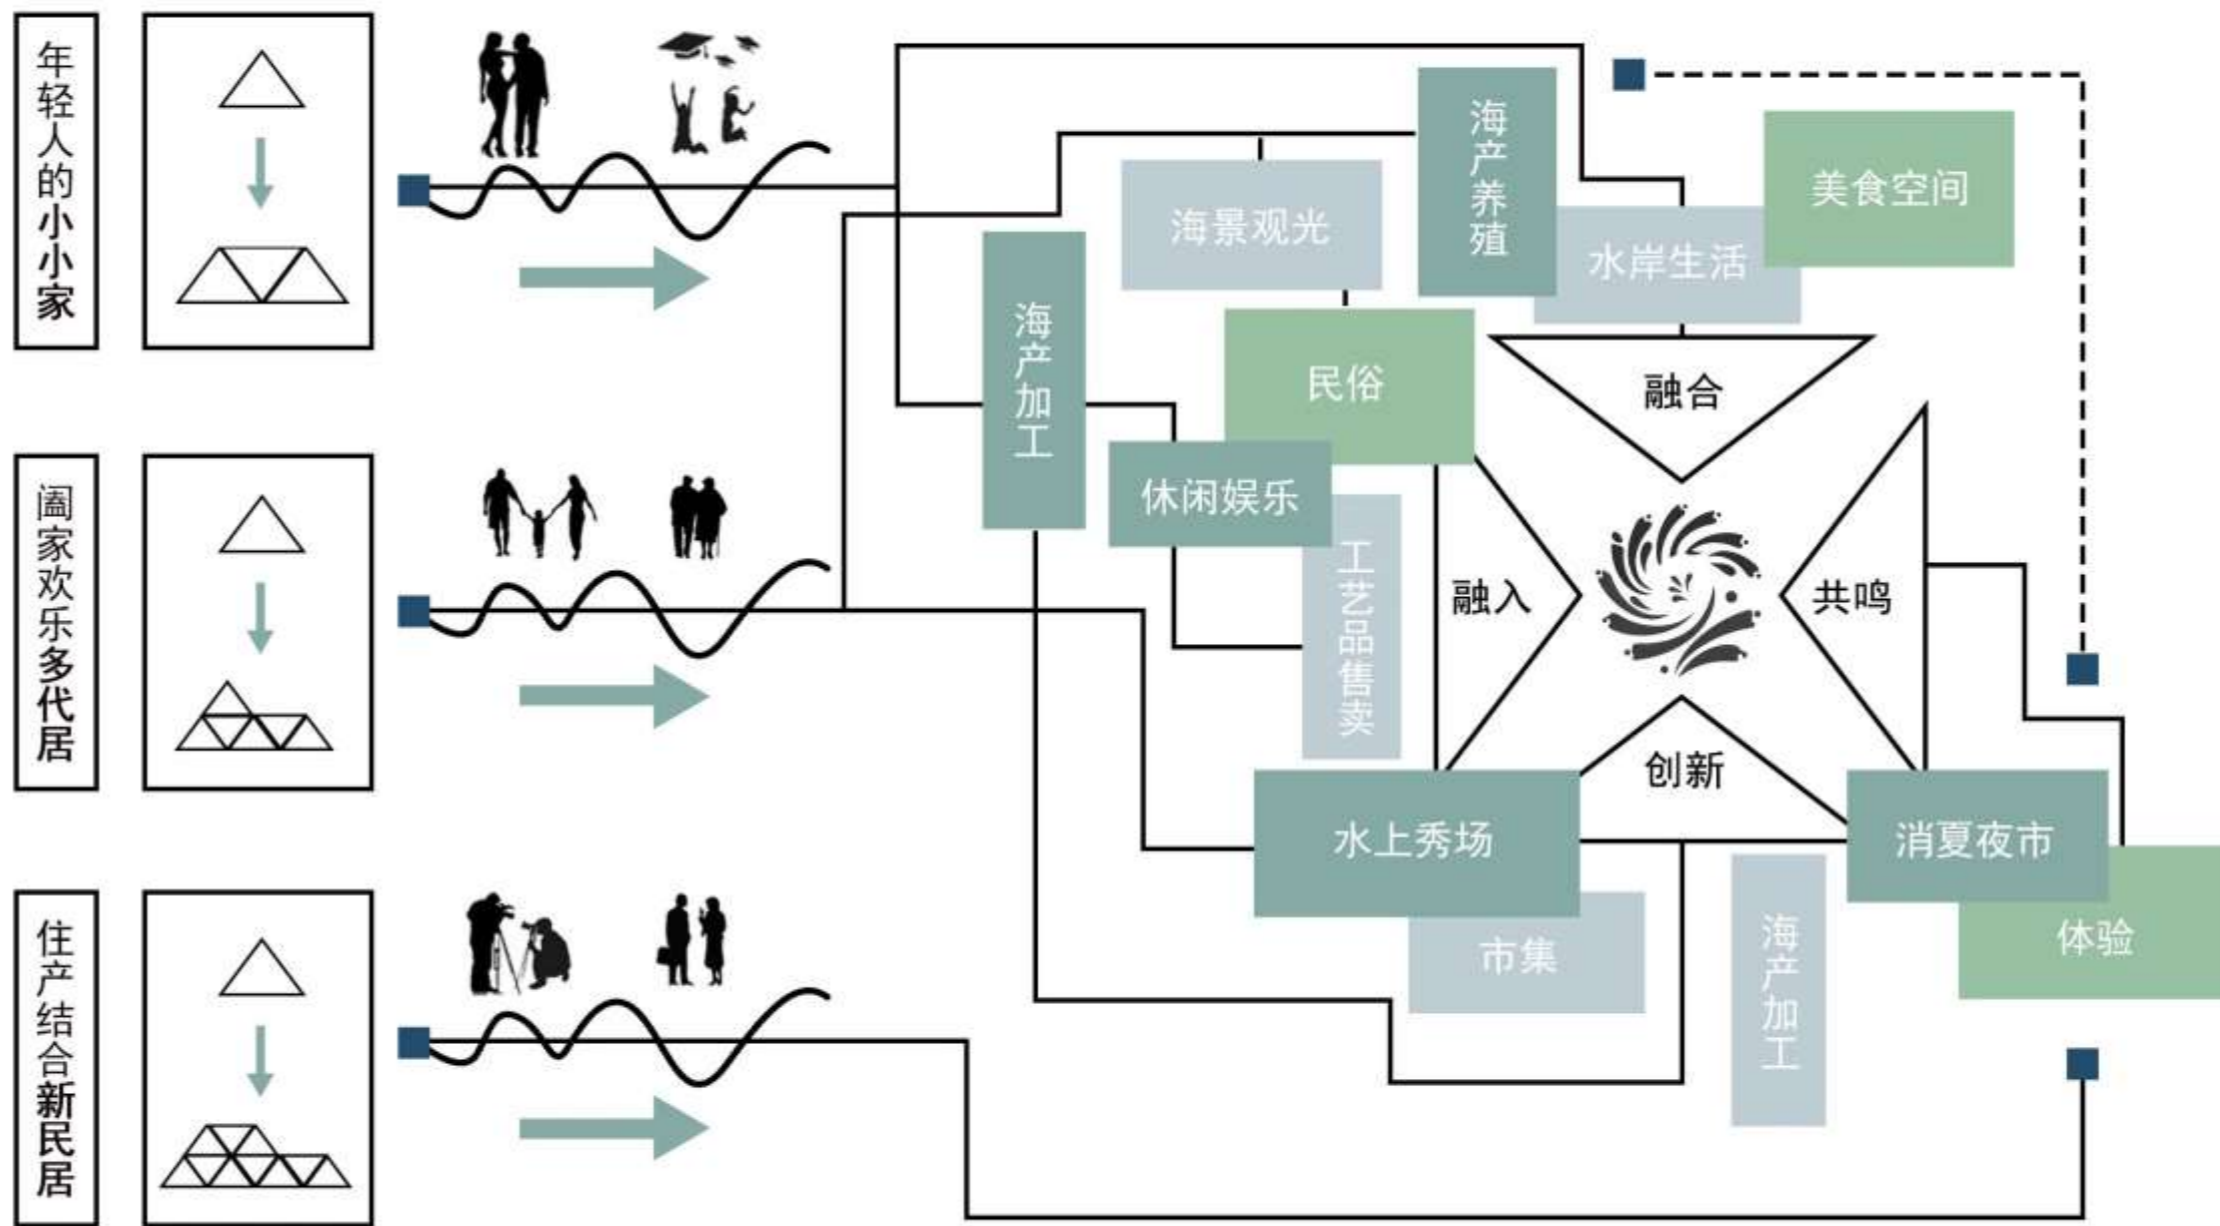 年轻人的小小家
阖家欢乐多代居
住产结合新民居
海产养殖
美食空间
海景观光
水岸生活
海产加工
民俗
融合
休闲娱乐
工艺品售卖
融入
共鸣
创新
水上秀场
消夏夜市
市集
海产加工
体验